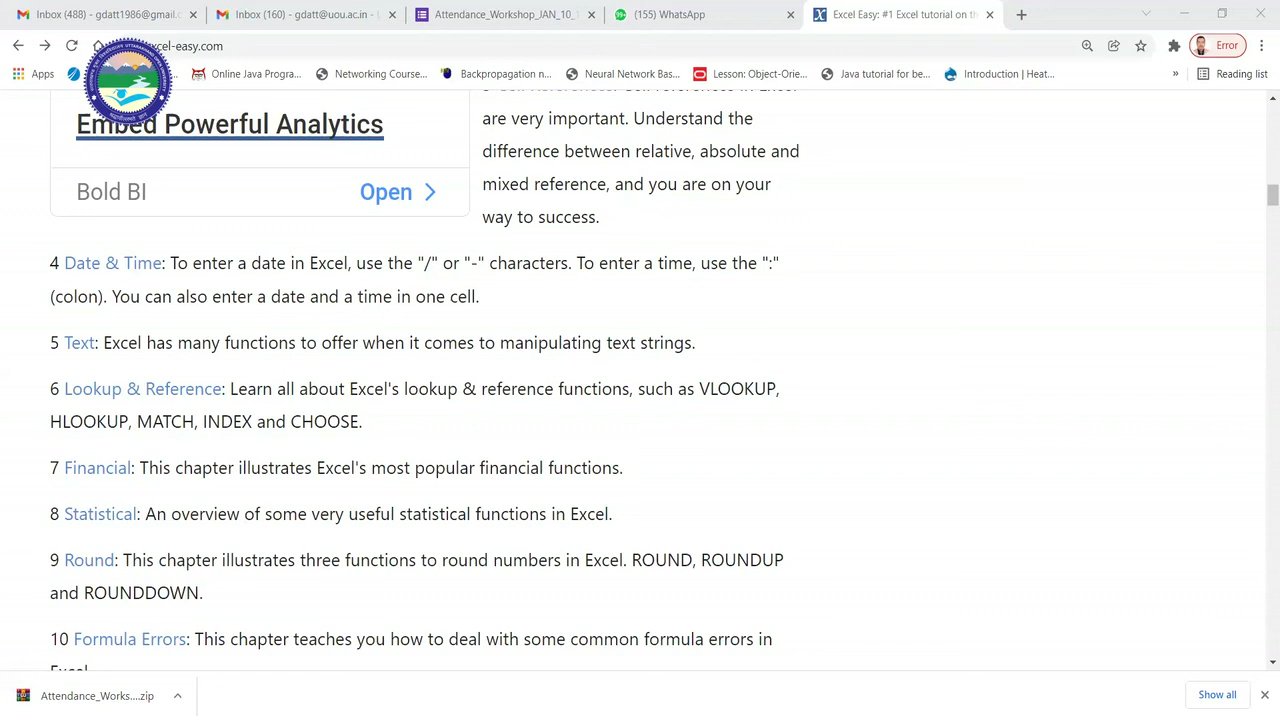 Inbox (488) - gdatt1986@gmail.c
Inbox (160) - gdatt@uou.ac.in -
Attendance_Workshop_JAN_10_
(155) WhatsApp
Excel Easy: #1 Excel tutorial on th
xcel-easy.com
Error
Apps
Online Java Progra...
Networking Course...
Backpropagation n...
Neural Network Bas...
Lesson: Object-Orie...
Java tutorial for be...
Introduction | Heat...
»
Reading list
Embed Powerful Analytics
Bold BI
Open
are very important. Understand the
difference between relative, absolute and
mixed reference, and you are on your
way to success.
4 Date & Time: To enter a date in Excel, use the "/" or "-" characters. To enter a time, use the ":"
(colon). You can also enter a date and a time in one cell.
5 Text: Excel has many functions to offer when it comes to manipulating text strings.
6 Lookup & Reference: Learn all about Excel's lookup & reference functions, such as VLOOKUP,
HLOOKUP, MATCH, INDEX and CHOOSE.
7 Financial: This chapter illustrates Excel's most popular financial functions.
8 Statistical: An overview of some very useful statistical functions in Excel.
9 Round: This chapter illustrates three functions to round numbers in Excel. ROUND, ROUNDUP
and ROUNDDOWN.
10 Formula Errors: This chapter teaches you how to deal with some common formula errors in
Excel
Attendance_Works....zip
Show all